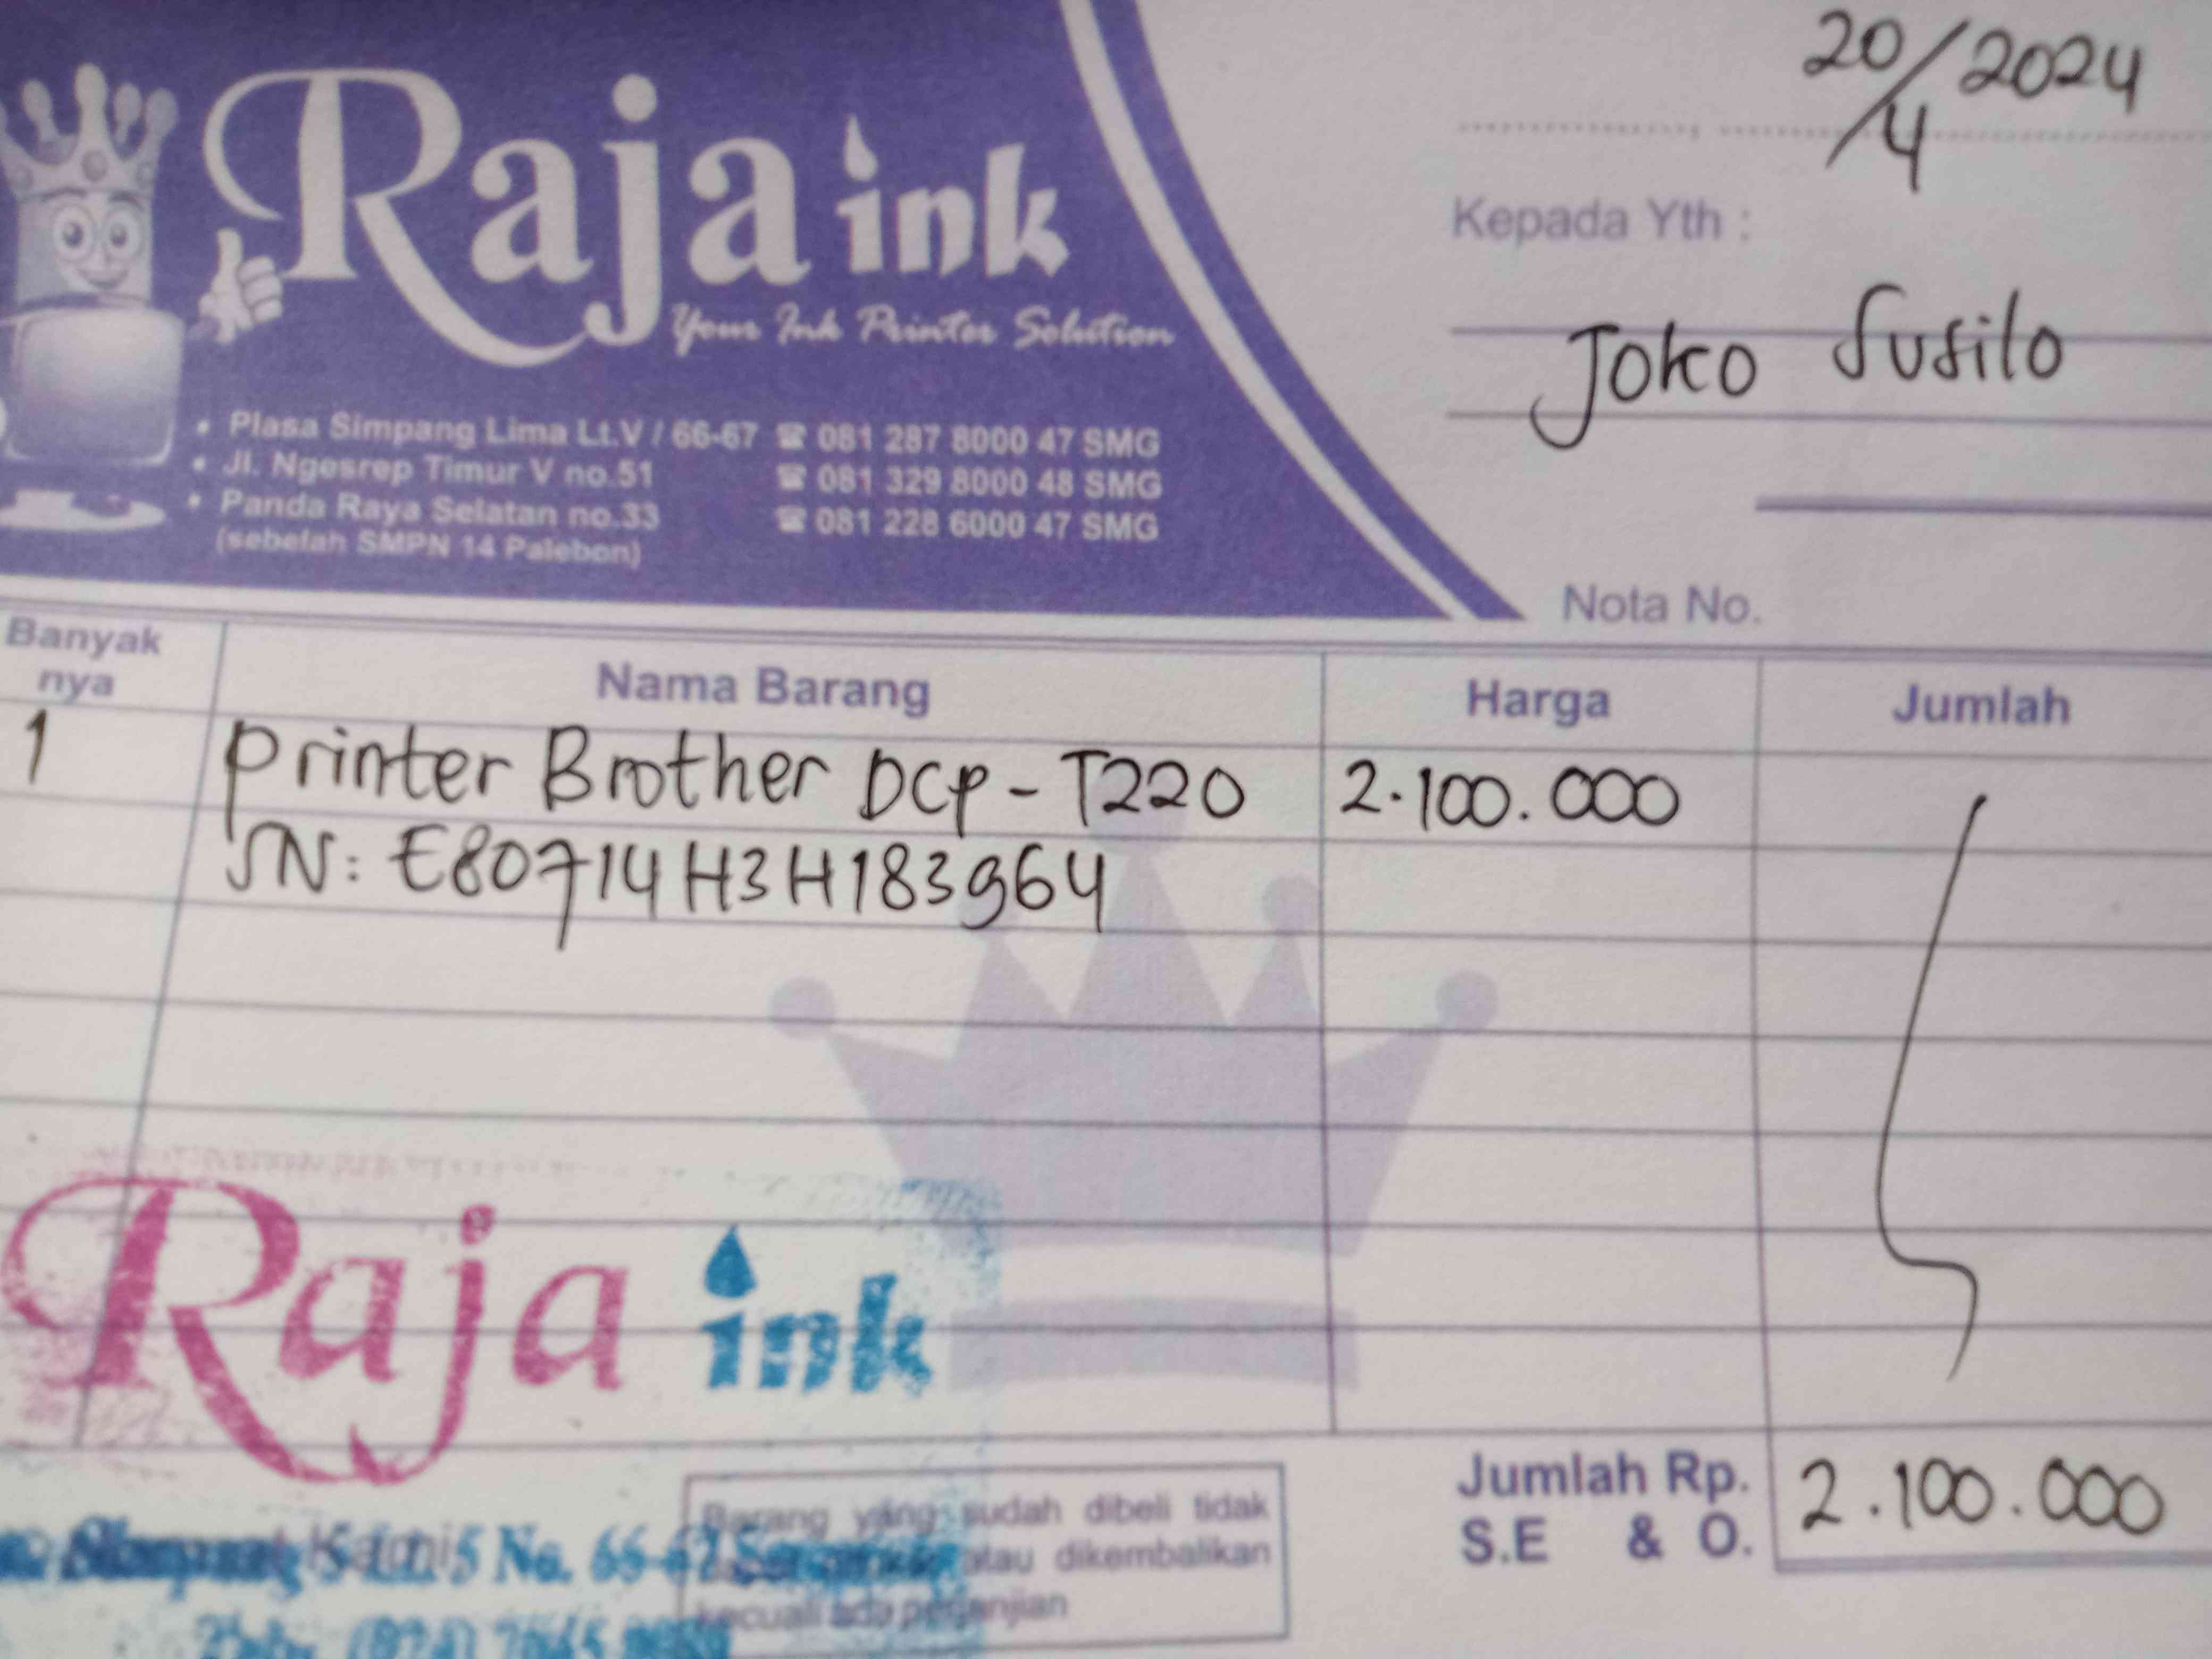 Raja ink
Your Ink Printer Solution
• Plasa Simpang Lima Lt.V / 66-67 ☎ 081 287 8000 47 SMG
• Jl. Ngesrep Timur V no.51 ☎ 081 329 8000 48 SMG
• Panda Raya Selatan no.33 ☎ 081 228 6000 47 SMG
(sebelah SMPN 14 Palebon)
20/4/2024
Kepada Yth :
Joko Susilo
Nota No.
Banyak nya Nama Barang Harga Jumlah
1 Printer Brother DCP-T220 2.100.000
SN: E80714H3H183964
Raja ink
5 No. 66-67
Barang yang sudah dibeli tidak
atau dikembalikan
kecuali ada perjanjian
Jumlah Rp. 2.100.000
S.E & O.